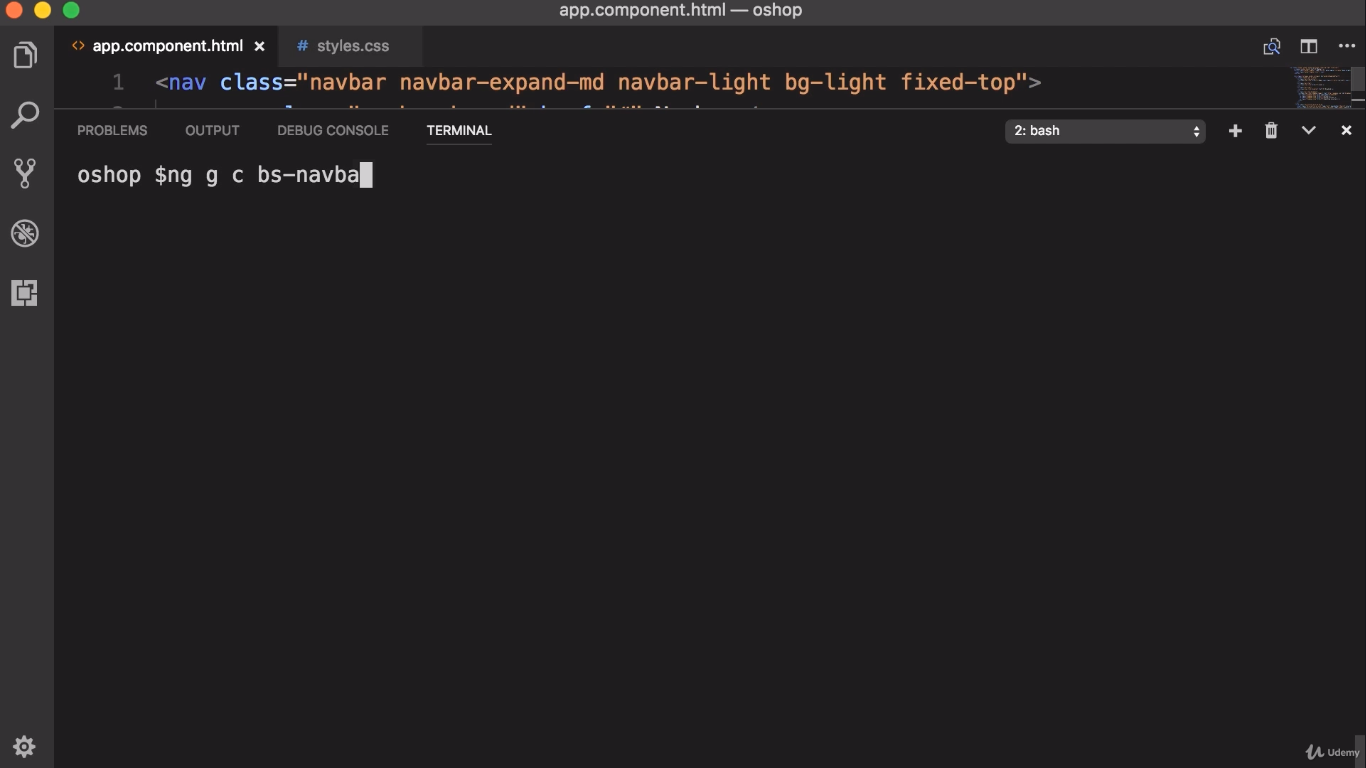 app.component.html — oshop
app.component.html
# styles.css
1 <nav class="navbar navbar-expand-md navbar-light bg-light fixed-top">
PROBLEMS OUTPUT DEBUG CONSOLE TERMINAL 2: bash
oshop $ng g c bs-navba
Udemy